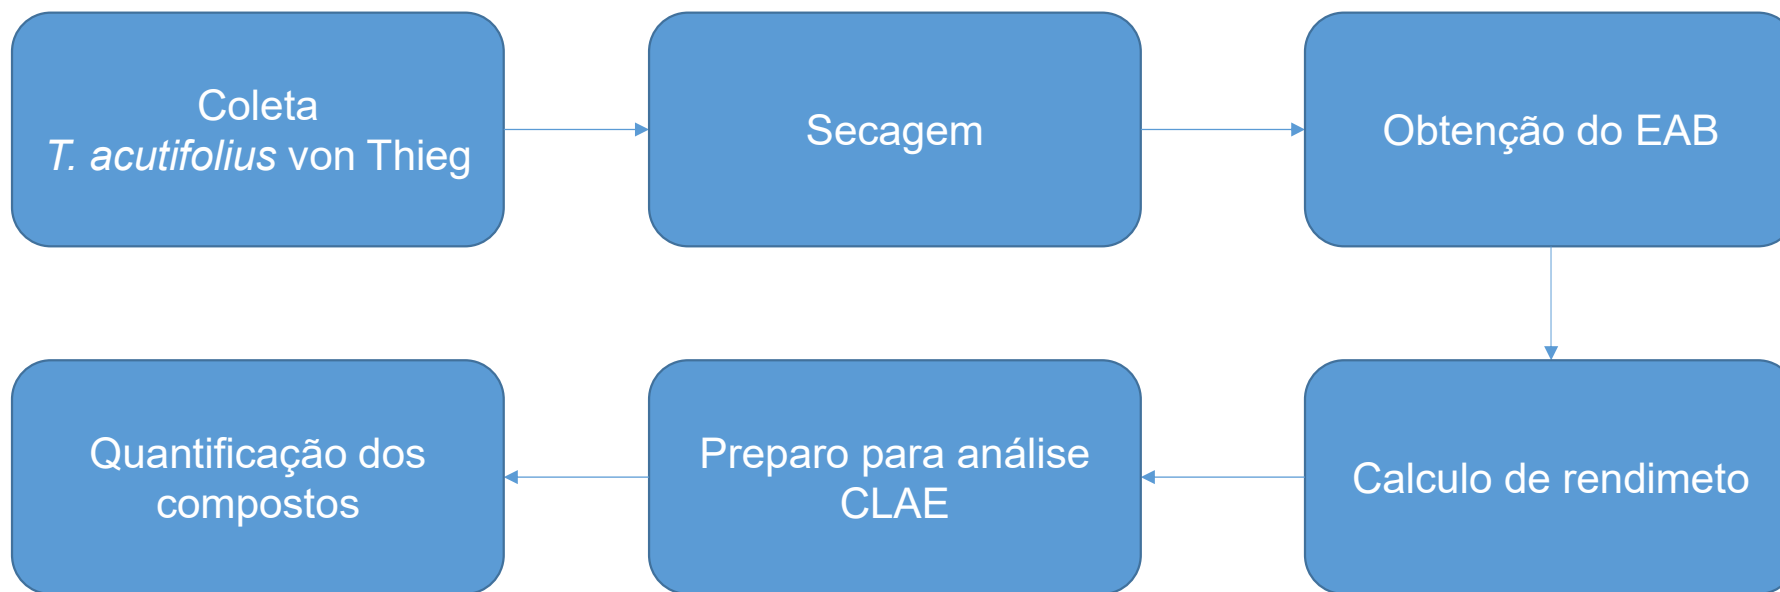 Coleta
T. acutifolius von Thieg
Secagem
Obtenção do EAB
Calculo de rendimeto
Preparo para análise
CLAE
Quantificação dos
compostos